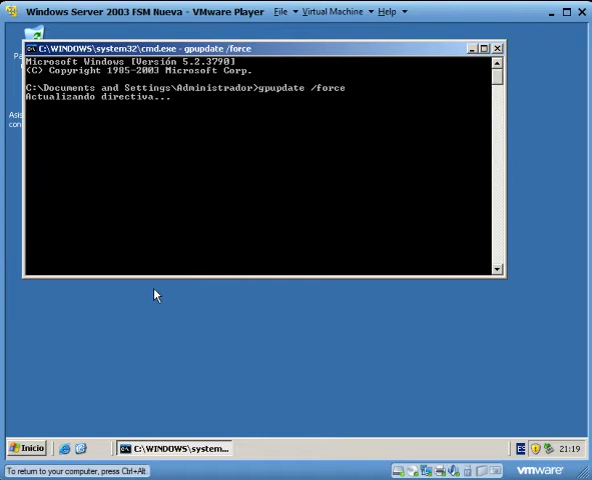 Windows Server 2003 FSM Nueva - VMware Player File Virtual Machine Help
C:\WINDOWS\system32\cmd.exe - gpupdate /force
Microsoft Windows [Versión 5.2.3790]
(C) Copyright 1985-2003 Microsoft Corp.
C:\Documents and Settings\Administrador>gpupdate /force
Actualizando directiva...
Inicio
C:\WINDOWS\system...
ES
21:19
To return to your computer, press Ctrl+Alt.
vmware